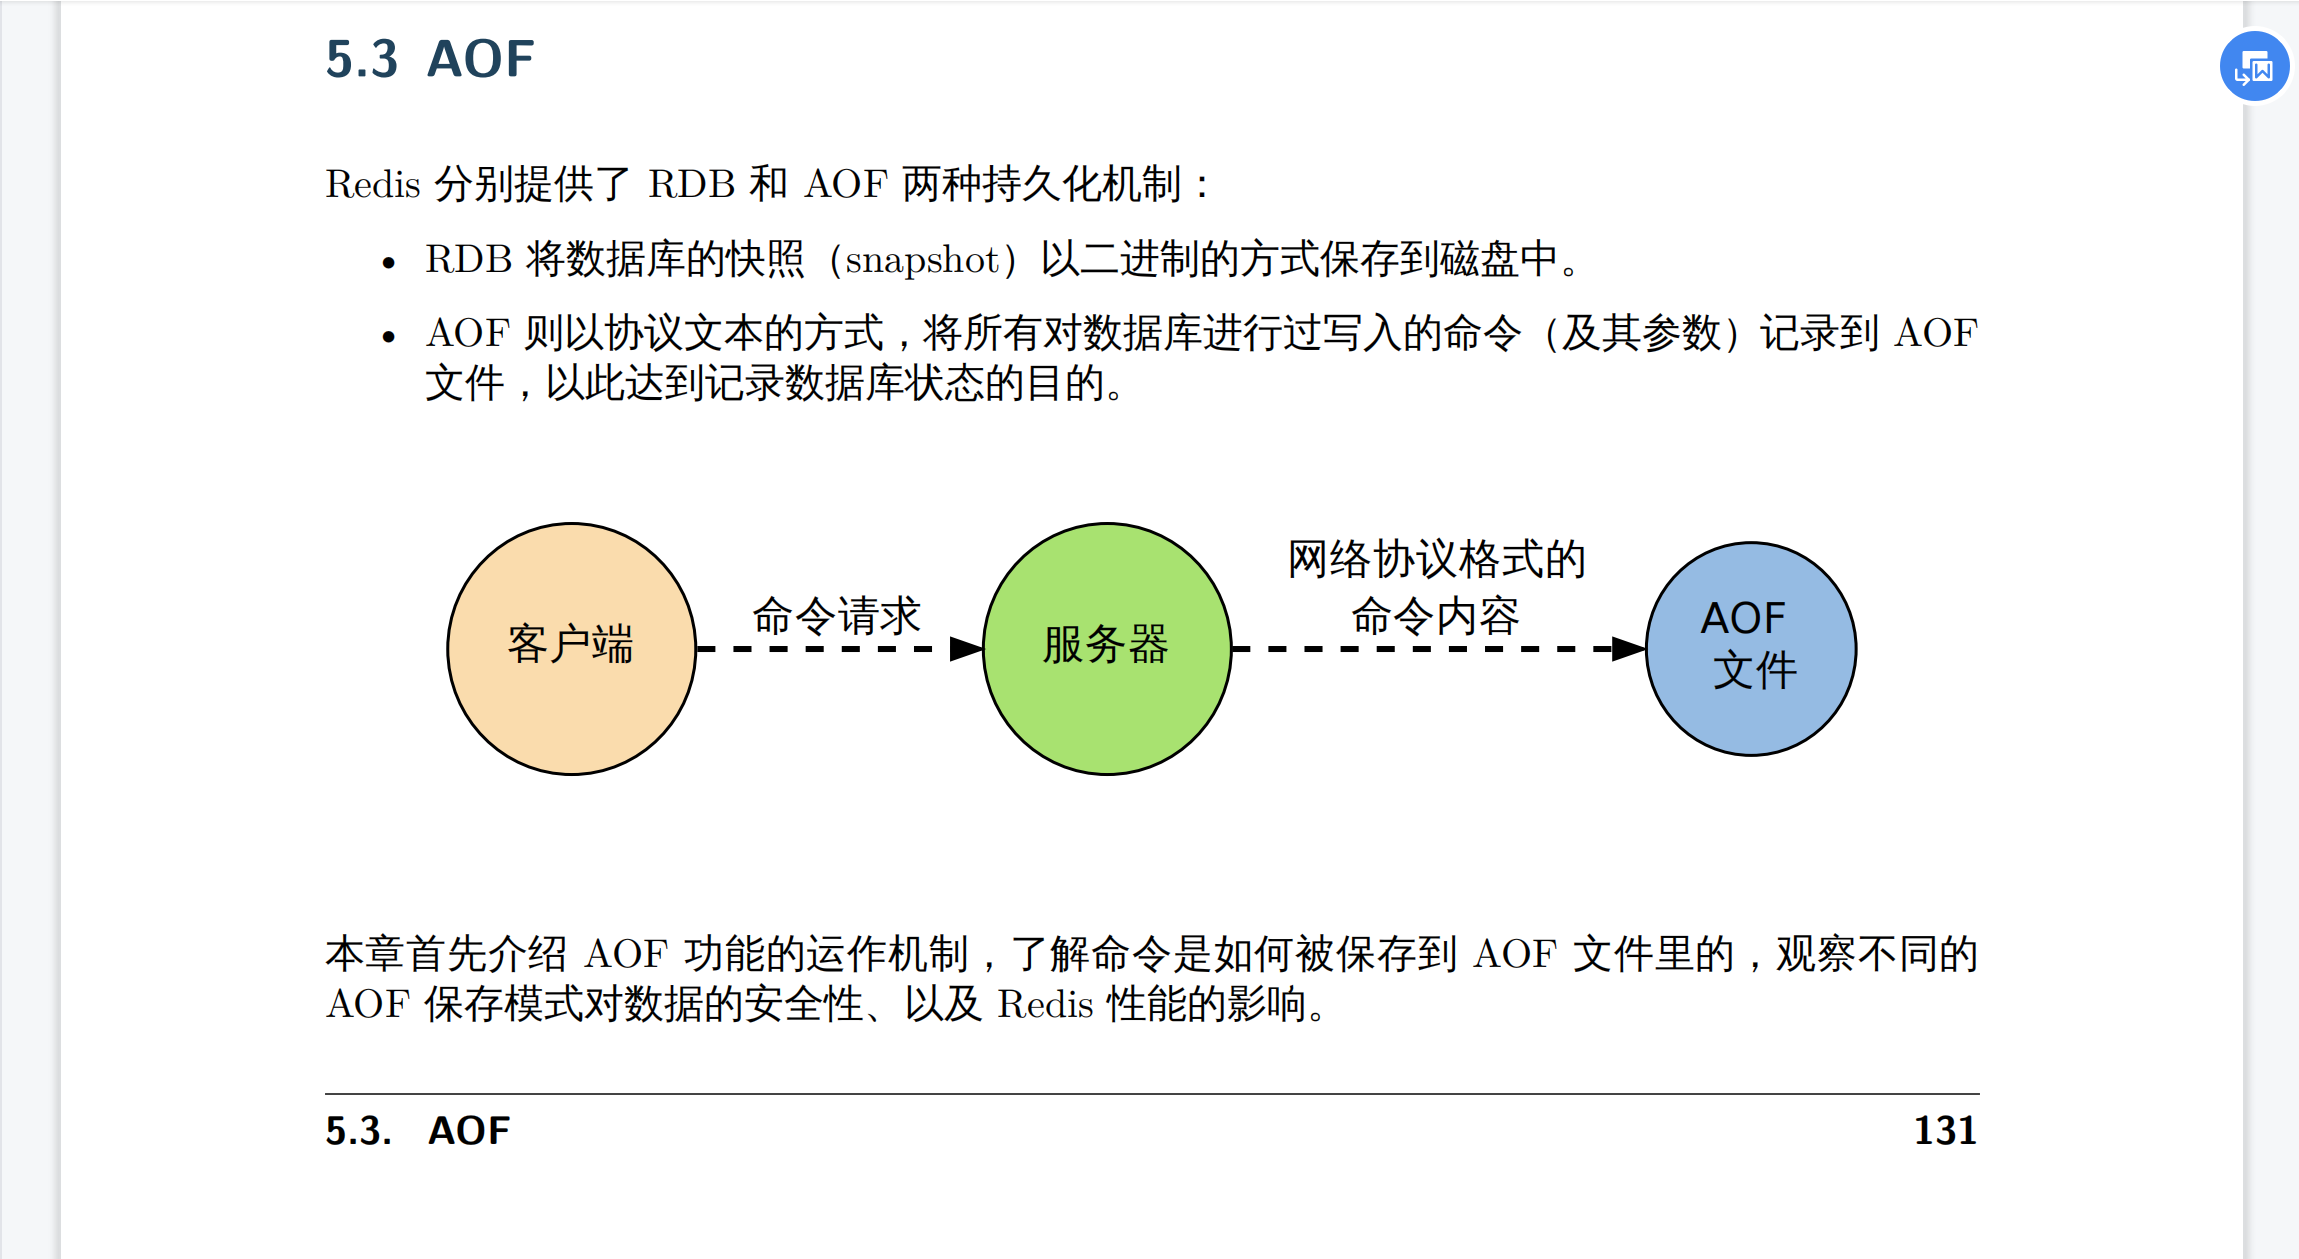 5.3 AOF
Redis 分别提供了 RDB 和 AOF 两种持久化机制：
• RDB 将数据库的快照（snapshot）以二进制的方式保存到磁盘中。
• AOF 则以协议文本的方式，将所有对数据库进行过写入的命令（及其参数）记录到 AOF
文件，以此达到记录数据库状态的目的。
客户端
命令请求
服务器
网络协议格式的
命令内容
AOF
文件
本章首先介绍 AOF 功能的运作机制，了解命令是如何被保存到 AOF 文件里的，观察不同的
AOF 保存模式对数据的安全性、以及 Redis 性能的影响。
5.3. AOF 131